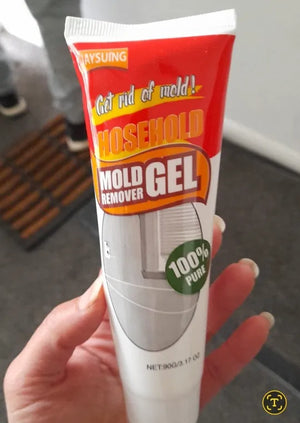 AYSUING
Get rid of mold!
HOSEHOLD
MOLD
REMOVER
GEL
100%
PURE
NET:90G/3.17 OZ
T